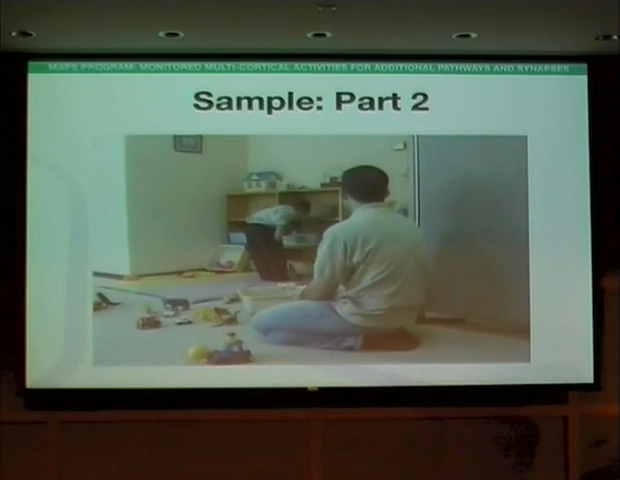 MAPS PROGRAM: MONITORED MULTI-CORTICAL ACTIVITIES FOR ADDITIONAL PATHWAYS AND SYNAPSES
Sample: Part 2